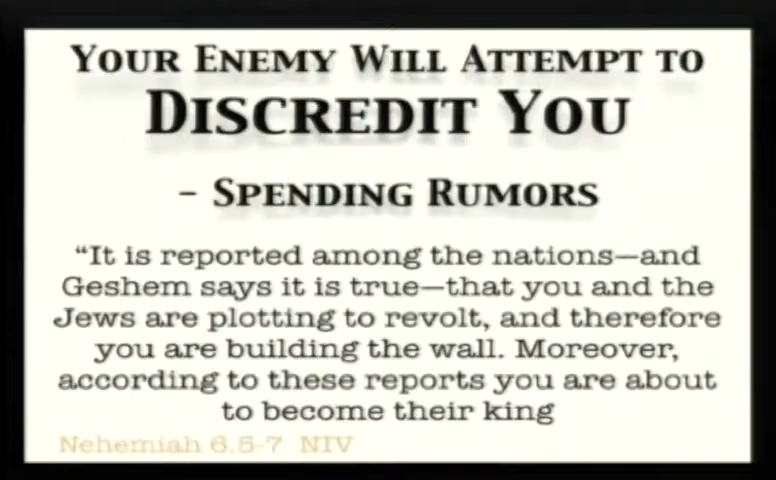 Your Enemy Will Attempt to
Discredit You
– Spending Rumors
“It is reported among the nations—and
Geshem says it is true—that you and the
Jews are plotting to revolt, and therefore
you are building the wall. Moreover,
according to these reports you are about
to become their king
Nehemiah 6.5-7 NIV